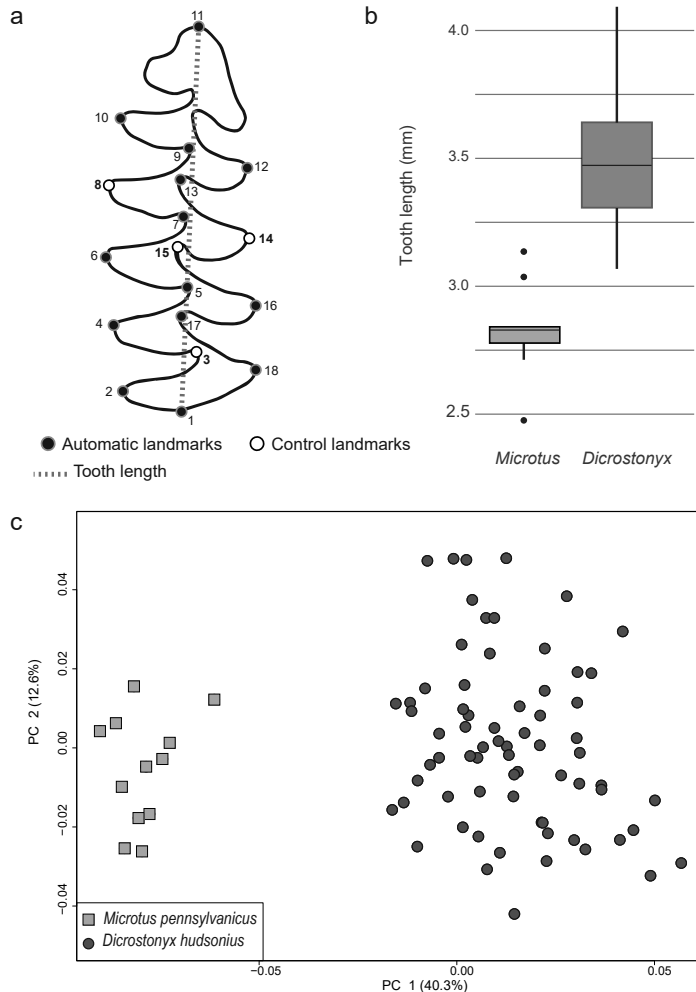 a
11
10
9
12
8
13
7
14
15
6
5
16
4
17
3
18
2
1
Automatic landmarks
Control landmarks
Tooth length
b
Tooth length (mm)
4.0
3.5
3.0
2.5
Microtus
Dicrostonyx
c
PC 2 (12.6%)
0.04
0.02
0.00
−0.02
−0.04
Microtus pennsylvanicus
Dicrostonyx hudsonius
−0.05
0.00
0.05
PC 1 (40.3%)